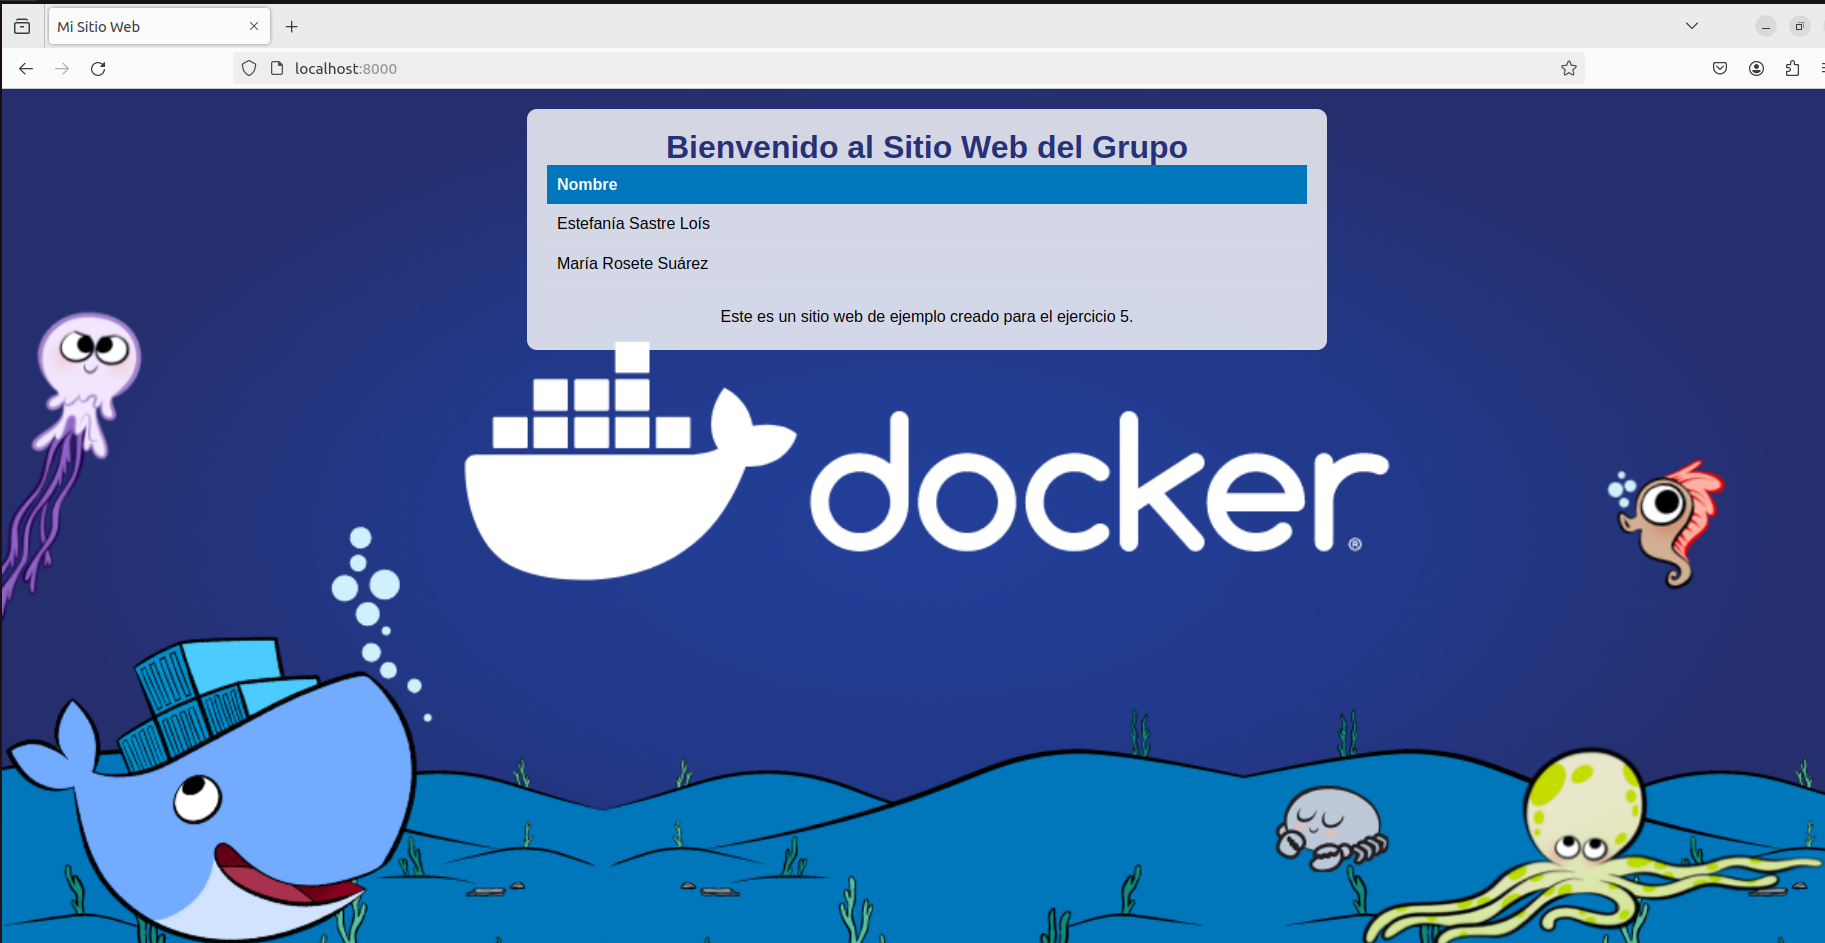 Mi Sitio Web
localhost:8000
Bienvenido al Sitio Web del Grupo
Nombre
Estefanía Sastre Loís
María Rosete Suárez
Este es un sitio web de ejemplo creado para el ejercicio 5.
docker®